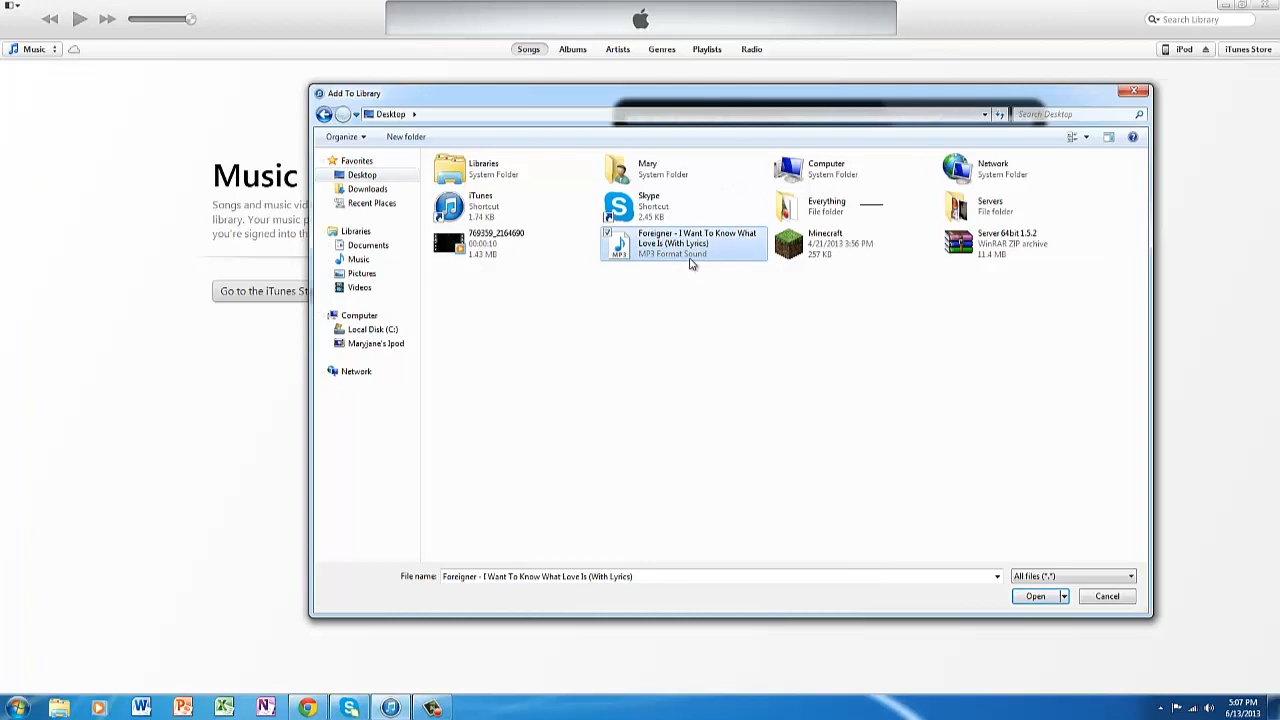 Search Library
Music
Songs
Albums
Artists
Genres
Playlists
Radio
iPod
iTunes Store
Music
Songs and music vid
library. Your music p
you're signed into th
Go to the iTunes St
Add To Library
Desktop
Search Desktop
Organize
New folder
Favorites
Desktop
Downloads
Recent Places
Libraries
Documents
Music
Pictures
Videos
Computer
Local Disk (C:)
Maryjane's Ipod
Network
Libraries
System Folder
Mary
System Folder
Computer
System Folder
Network
System Folder
iTunes
Shortcut
1.74 KB
Skype
Shortcut
2.45 KB
Everything
File folder
Servers
File folder
769359_2164690
00:00:10
1.43 MB
Foreigner - I Want To Know What
Love Is (With Lyrics)
MP3 Format Sound
MP3
Minecraft
4/21/2013 3:56 PM
257 KB
Server 64bit 1.5.2
WinRAR ZIP archive
11.4 MB
File name:
Foreigner - I Want To Know What Love Is (With Lyrics)
All files (*.*)
Open
Cancel
5:07 PM
6/13/2013